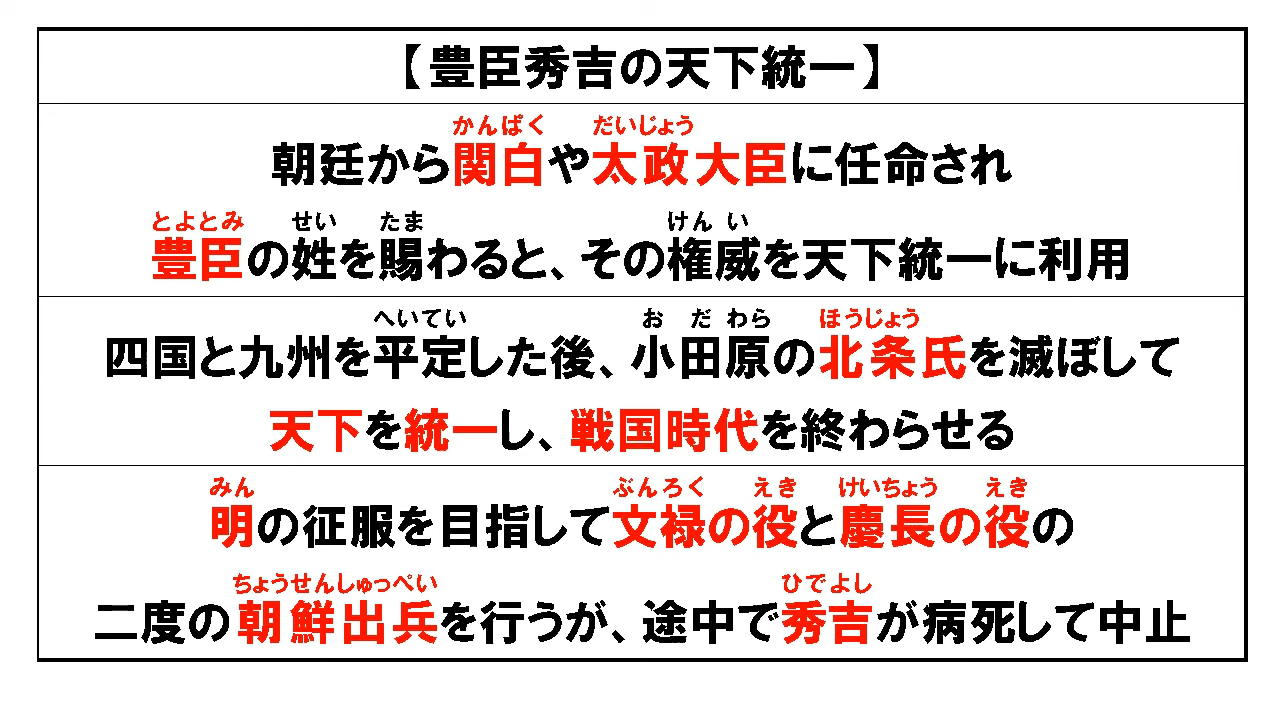 【豊臣秀吉の天下統一】
かんぱく だいじょう
朝廷から関白や太政大臣に任命され
とよとみ せい たま けん い
豊臣の姓を賜わると、その権威を天下統一に利用
へいてい お だ わら ほうじょう
四国と九州を平定した後、小田原の北条氏を滅ぼして
天下を統一し、戦国時代を終わらせる
みん ぶんろく えき けいちょう えき
明の征服を目指して文禄の役と慶長の役の
ちょうせんしゅっぺい ひでよし
二度の朝鮮出兵を行うが、途中で秀吉が病死して中止